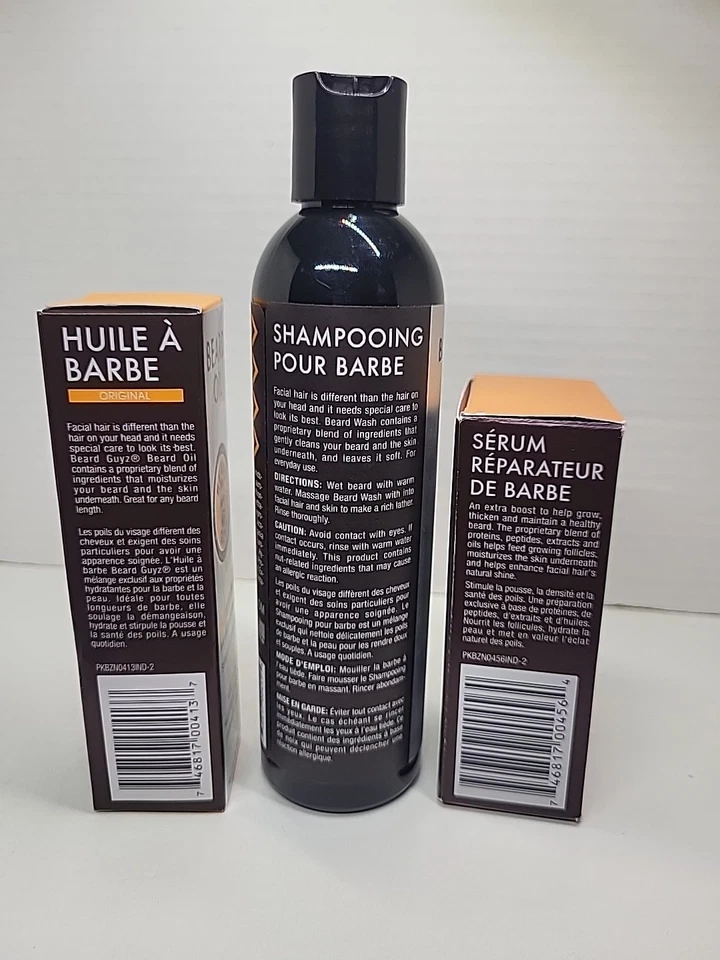 HUILE À
BARBE
ORIGINAL
Facial hair is different than the
hair on your head and it needs
special care to look its best.
Beard Guyz® Beard Oil
contains a proprietary blend of
ingredients that moisturizes
your beard and the skin
underneath. Great for any beard
length.
Les poils du visage diffèrent des
cheveux et exigent des soins
particuliers pour avoir une
apparence soignée. L'Huile à
barbe Beard Guyz® est un
mélange exclusif aux propriétés
hydratantes pour la barbe et la
peau. Idéale pour toutes
longueurs de barbe, elle
soulage la démangeaison,
hydrate et stirpule la pousse et
la santé des poils. A usage
quotidien.
PKBZN0413IND-2
7 46817 00413 7
SHAMPOOING
POUR BARBE
Facial hair is different than the hair on
your head and it needs special care to
look its best. Beard Wash contains a
proprietary blend of ingredients that
gently cleans your beard and the skin
underneath, and leaves it soft. For
everyday use.
DIRECTIONS: Wet beard with warm
water. Massage Beard Wash with into
facial hair and skin to make a rich lather.
Rinse thoroughly.
CAUTION: Avoid contact with eyes. If
contact occurs, rinse with warm water
immediately. This product contains
nut-related ingredients that may cause
an allergic reaction.
Les poils du visage diffèrent des cheveux
et exigent des soins particuliers pour
avoir une apparence soignée. Le
Shampooing pour barbe est un mélange
exclusif qui nettoie délicatement les poils
de barbe et la peau pour les rendre doux
et souples. A usage quotidien.
MODE D'EMPLOI: Mouiller la barbe à
l'eau tiède. Faire mousser le Shampooing
pour barbe en massant. Rincer abondam-
ment.
MISE EN GARDE: Éviter tout contact avec
les yeux. Le cas échéant se rincer
immédiatement les yeux à l'eau tiède. Ce
produit contient des ingrédients à base
de noix qui peuvent déclencher une
réaction allergique.
SÉRUM
RÉPARATEUR
DE BARBE
An extra boost to help grow,
thicken and maintain a healthy
beard. The proprietary blend of
proteins, peptides, extracts and
oils helps feed growing follicles,
moisturizes the skin underneath
and helps enhance facial hair's
natural shine.
Stimule la pousse, la densité et la
santé des poils. Une préparation
exclusive à base de protéines, de
peptides, d'extraits et d'huiles.
Nourrit les follicules, hydrate la
peau et met en valeur l'éclat
naturel des poils.
PKBZN0456IND-2
7 46817 00456 4